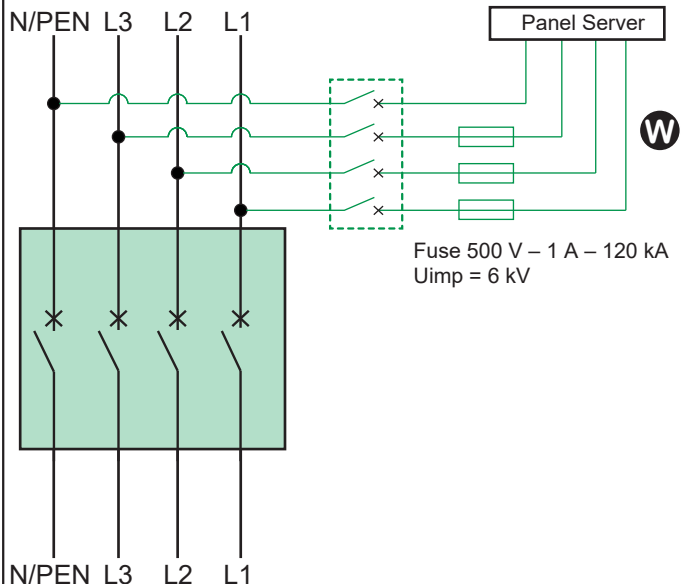 N/PEN L3 L2 L1
Panel Server
W
Fuse 500 V – 1 A – 120 kA
Uimp = 6 kV
N/PEN L3 L2 L1